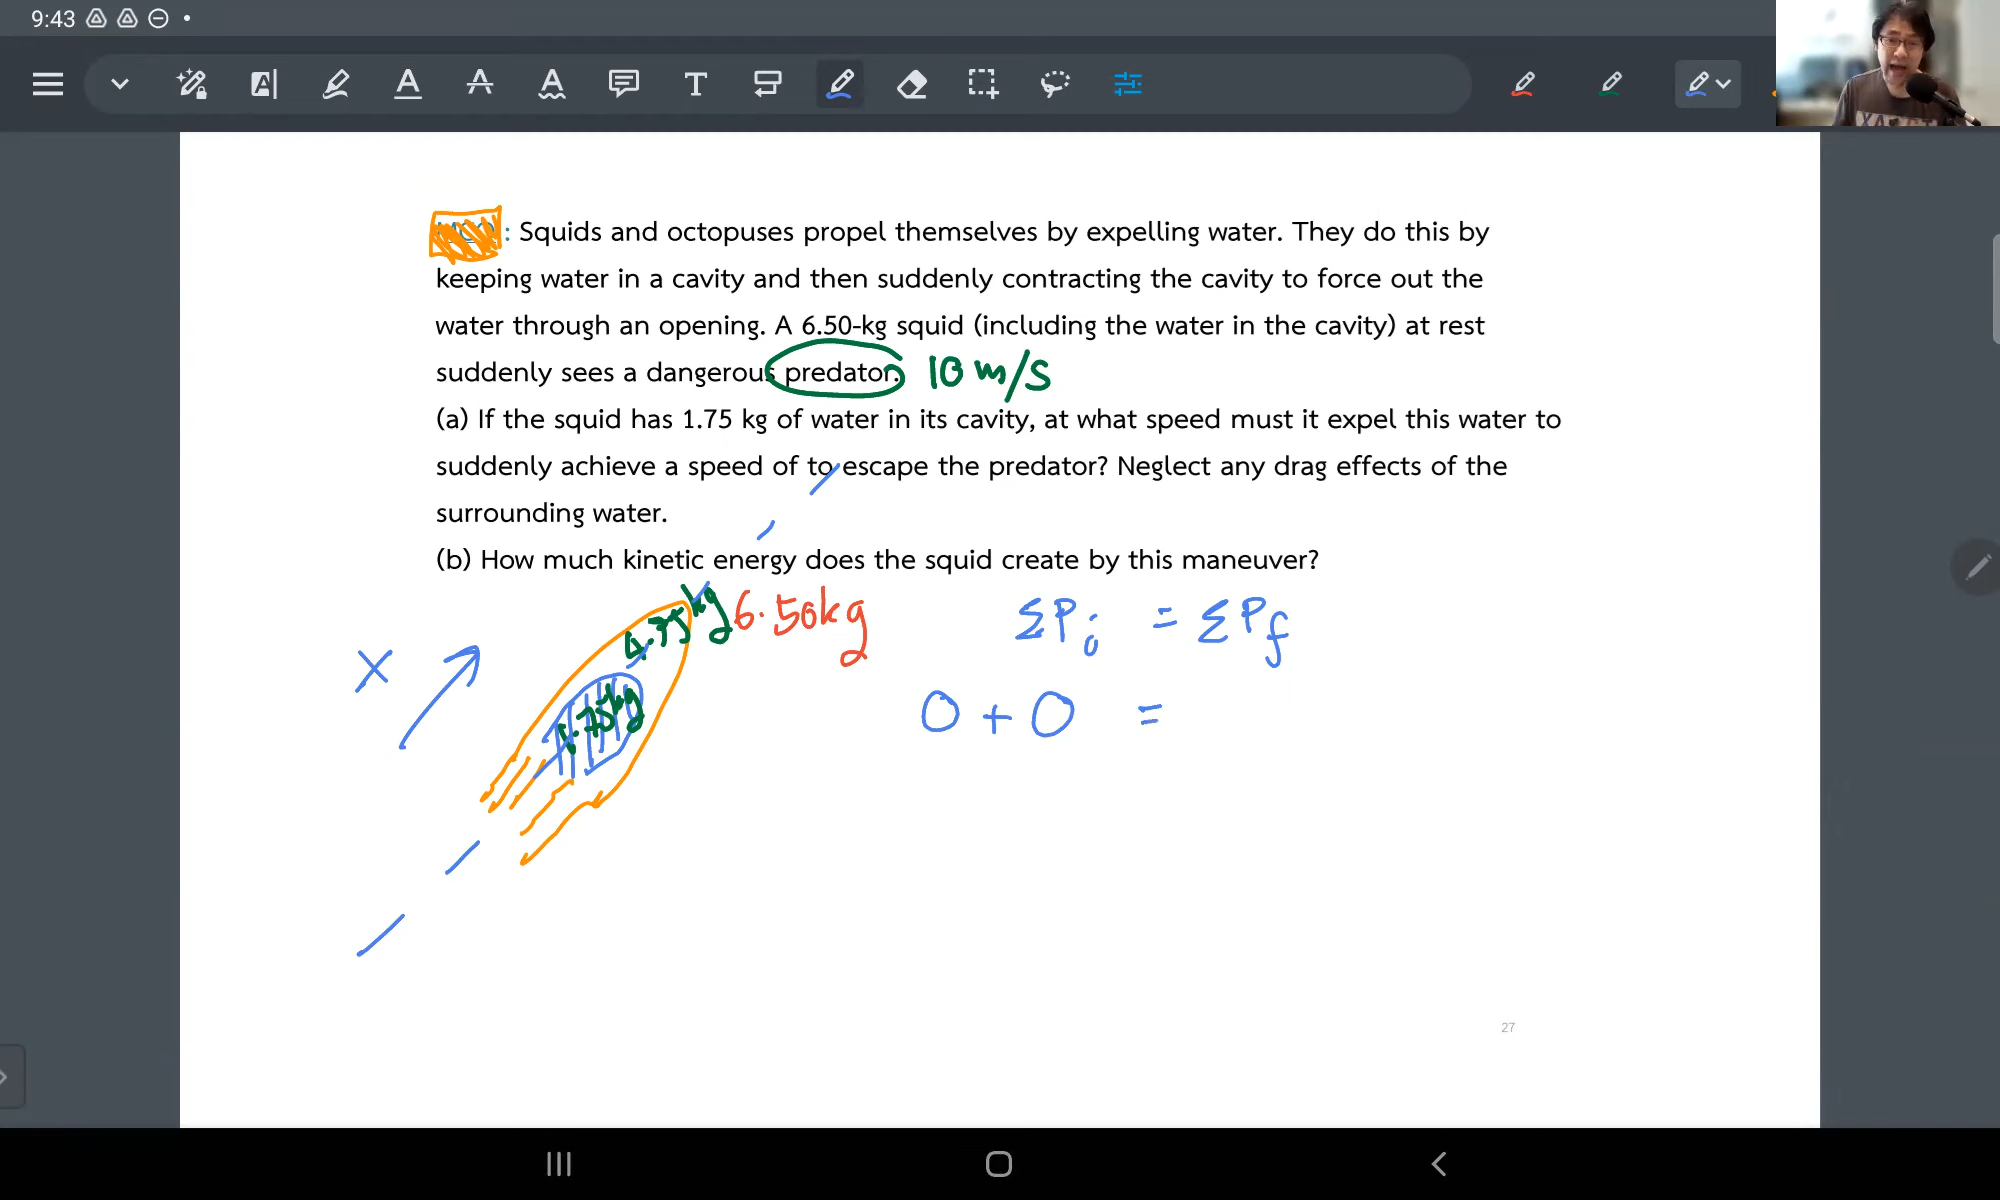 9:43
: Squids and octopuses propel themselves by expelling water. They do this by
keeping water in a cavity and then suddenly contracting the cavity to force out the
water through an opening. A 6.50-kg squid (including the water in the cavity) at rest
suddenly sees a dangerous predator. 10 m/s
(a) If the squid has 1.75 kg of water in its cavity, at what speed must it expel this water to
suddenly achieve a speed of to escape the predator? Neglect any drag effects of the
surrounding water.
(b) How much kinetic energy does the squid create by this maneuver?
4.75 kg 6.50kg ΣP i = ΣP f
X
1.75kg 0 + 0 =
27